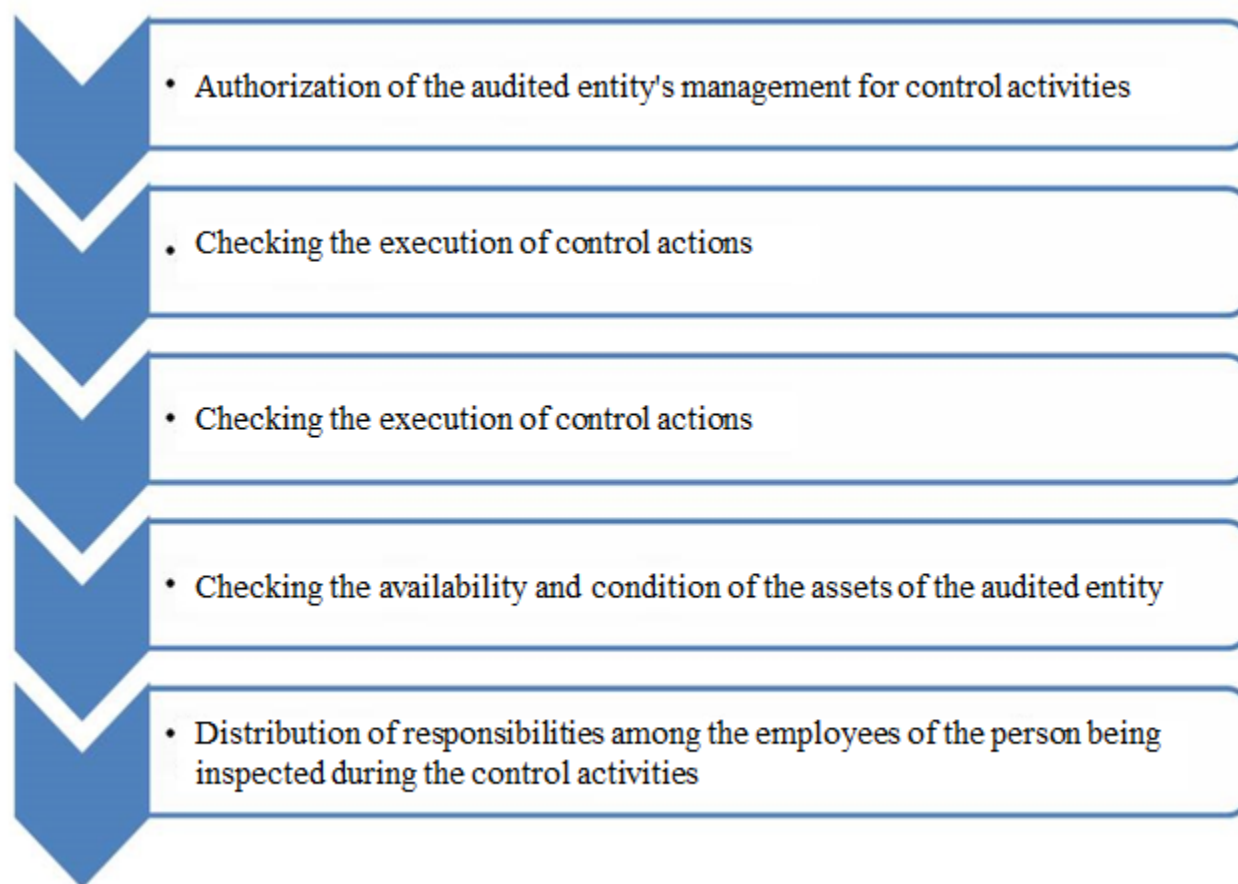 • Authorization of the audited entity's management for control activities
• Checking the execution of control actions
• Checking the execution of control actions
• Checking the availability and condition of the assets of the audited entity
• Distribution of responsibilities among the employees of the person being
inspected during the control activities